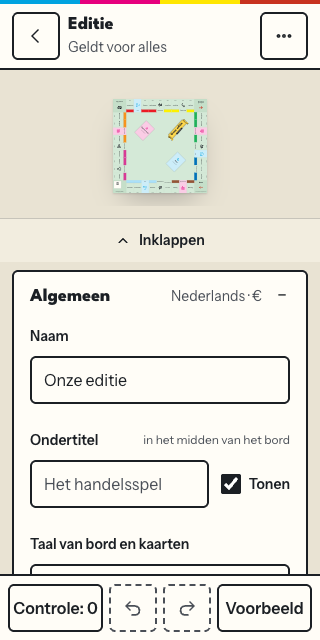 Editie
Geldt voor alles
Inklappen
Algemeen
Nederlands · €
Naam
Onze editie
Ondertitel
in het midden van het bord
Het handelsspel
Tonen
Taal van bord en kaarten
Controle: 0
Voorbeeld